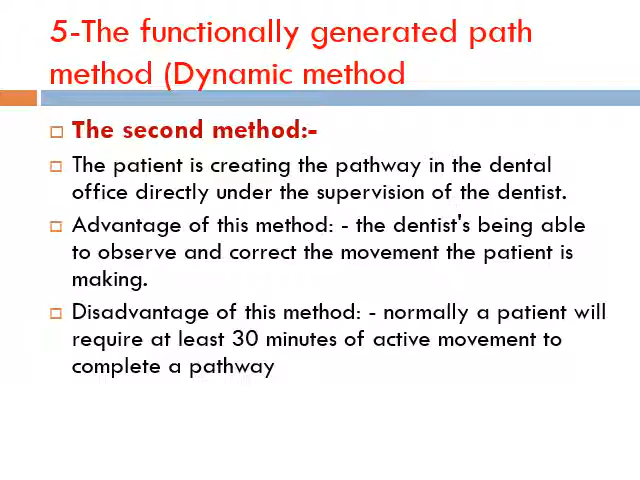 5-The functionally generated path
method (Dynamic method
The second method:-
The patient is creating the pathway in the dental
office directly under the supervision of the dentist.
Advantage of this method: - the dentist's being able
to observe and correct the movement the patient is
making.
Disadvantage of this method: - normally a patient will
require at least 30 minutes of active movement to
complete a pathway